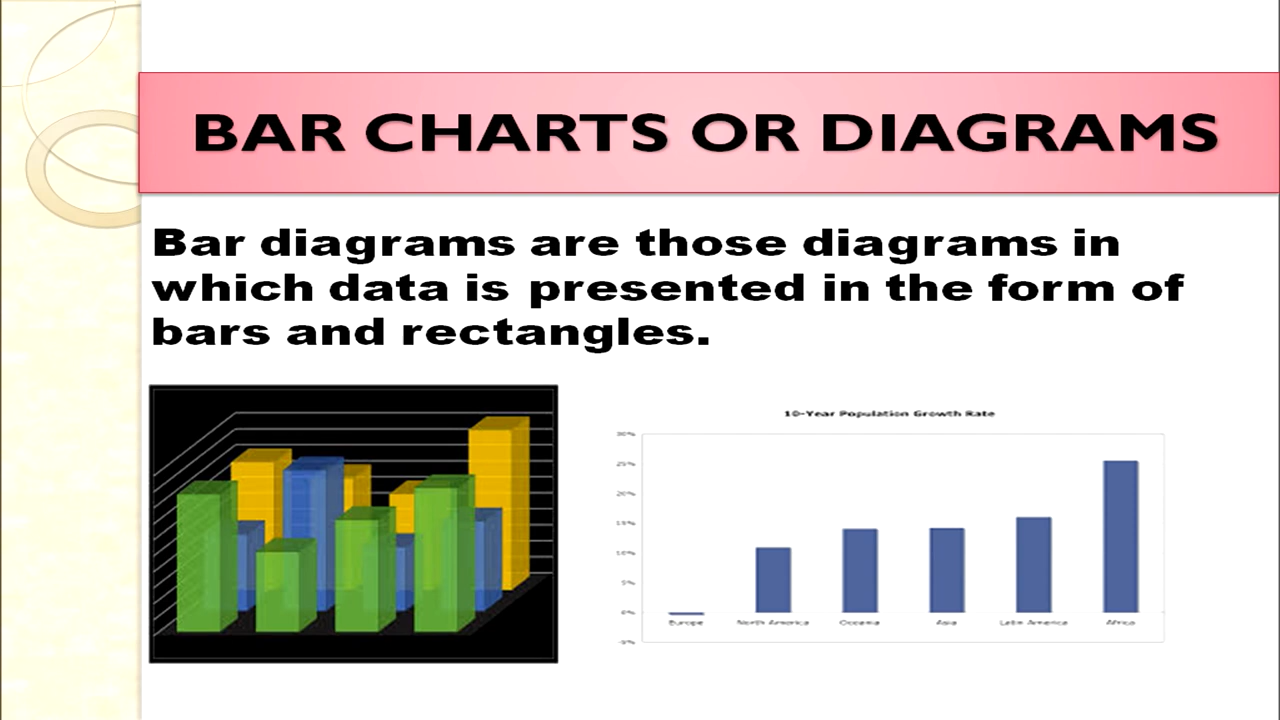 BAR CHARTS OR DIAGRAMS
Bar diagrams are those diagrams in
which data is presented in the form of
bars and rectangles.
10-Year Population Growth Rate
30%
25%
20%
15%
10%
5%
0%
Europe North America Oceania Asia Latin America Africa
-5%